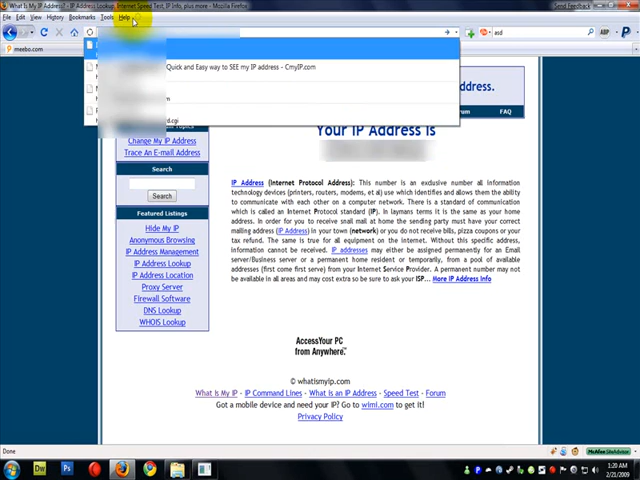 What Is My IP Address? - IP Address Lookup, Internet Speed Test, IP Info, plus more - Mozilla Firefox
Send Feedback
File Edit View History Bookmarks Tools Help
asd
meebo.com
Quick and Easy way to SEE my IP address - CmyIP.com
address.
FAQ
Your IP Address Is
Change My IP Address
Trace An E-mail Address
Search
Search
Featured Listings
Hide My IP
Anonymous Browsing
IP Address Management
IP Address Lookup
IP Address Location
Proxy Server
Firewall Software
DNS Lookup
WHOIS Lookup
IP Address (Internet Protocol Address): This number is an exclusive number all information
technology devices (printers, routers, modems, et al) use which identifies and allows them the ability
to communicate with each other on a computer network. There is a standard of communication
which is called an Internet Protocol standard (IP). In laymans terms it is the same as your home
address. In order for you to receive snail mail at home the sending party must have your correct
mailing address (IP Address) in your town (network) or you do not receive bills, pizza coupons or your
tax refund. The same is true for all equipment on the internet. Without this specific address,
information cannot be received. IP addresses may either be assigned permanently for an Email
server/Business server or a permanent home resident or temporarily, from a pool of available
addresses (first come first serve) from your Internet Service Provider. A permanent number may
not be available in all areas and may cost extra so be sure to ask your ISP... More IP Address Info
AccessYour PC
from Anywhere.™
© whatismyip.com
What Is My IP - IP Command Lines - What is an IP Address - Speed Test - Forum
Got a mobile device and need your IP? Go to wimi.com to get it!
Privacy Policy
Done
McAfee SiteAdvisor
Dw
Ps
1:20 AM
2/21/2009